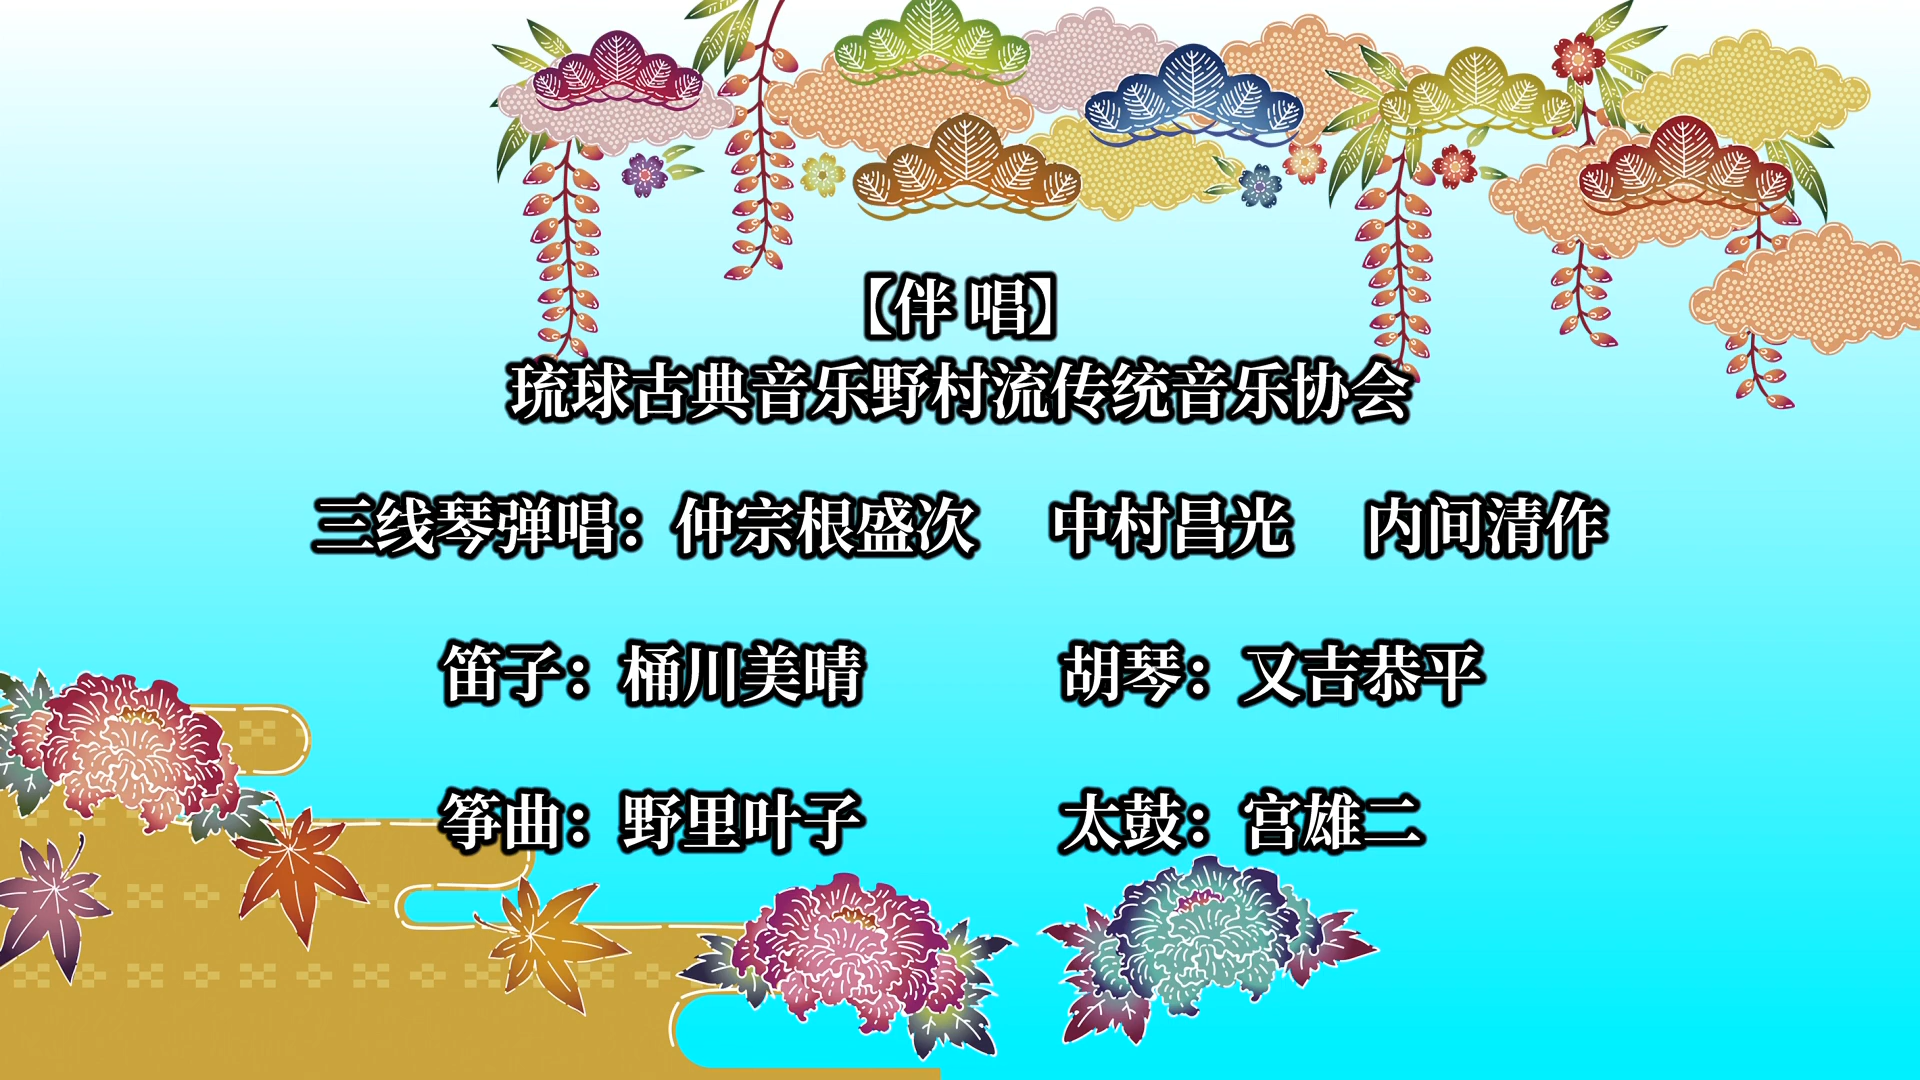 【伴 唱】
琉球古典音乐野村流传统音乐协会
三线琴弹唱：仲宗根盛次 中村昌光 内间清作
笛子：桶川美晴 胡琴：又吉恭平
筝曲：野里叶子 太鼓：宫雄二